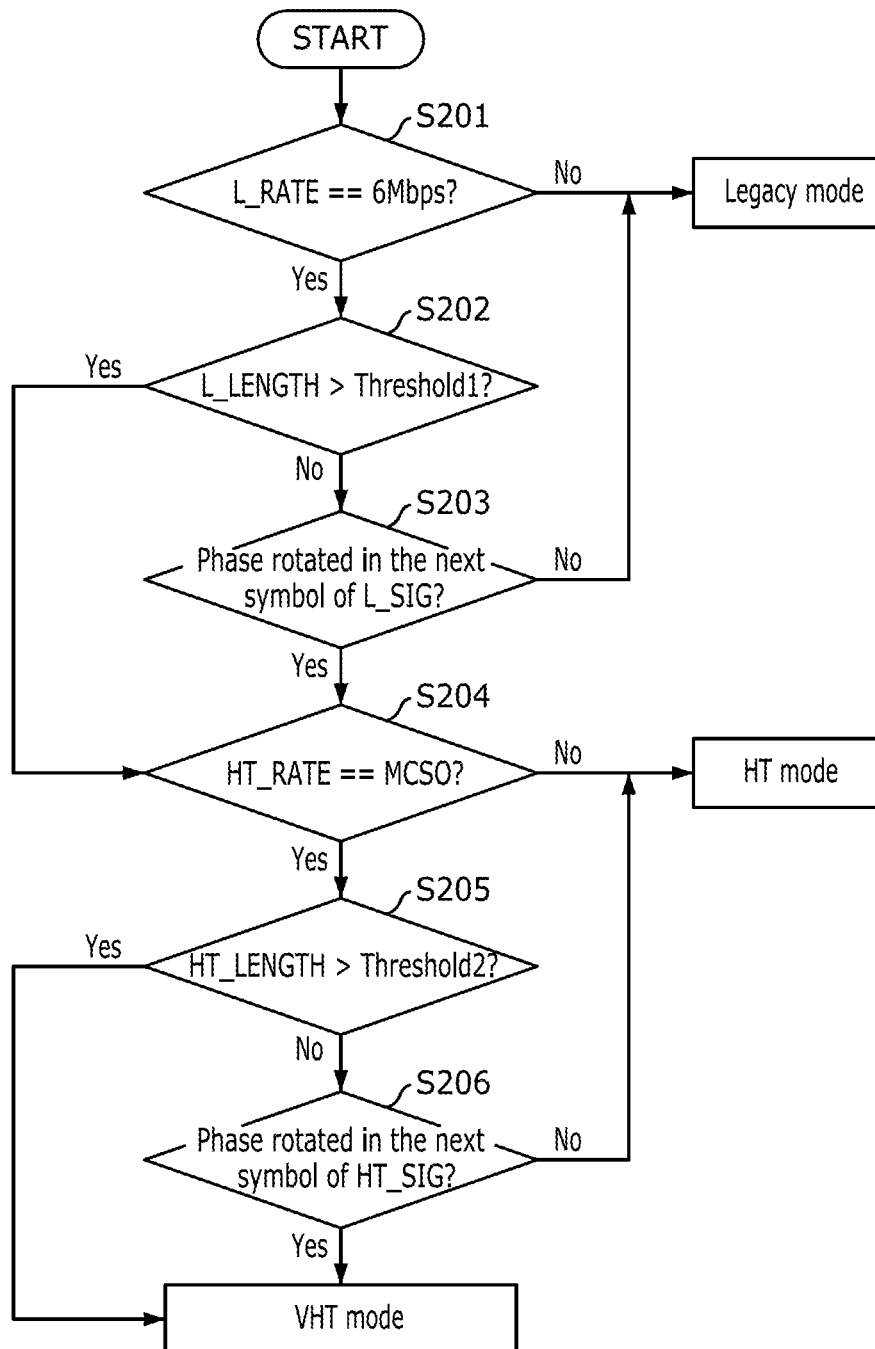 START
S201
L_RATE == 6Mbps?
No
Legacy mode
Yes
S202
Yes
L_LENGTH > Threshold1?
No
S203
Phase rotated in the next
symbol of L_SIG?
No
Yes
S204
HT_RATE == MCSO?
No
HT mode
Yes
S205
Yes
HT_LENGTH > Threshold2?
No
S206
Phase rotated in the next
symbol of HT_SIG?
No
Yes
VHT mode